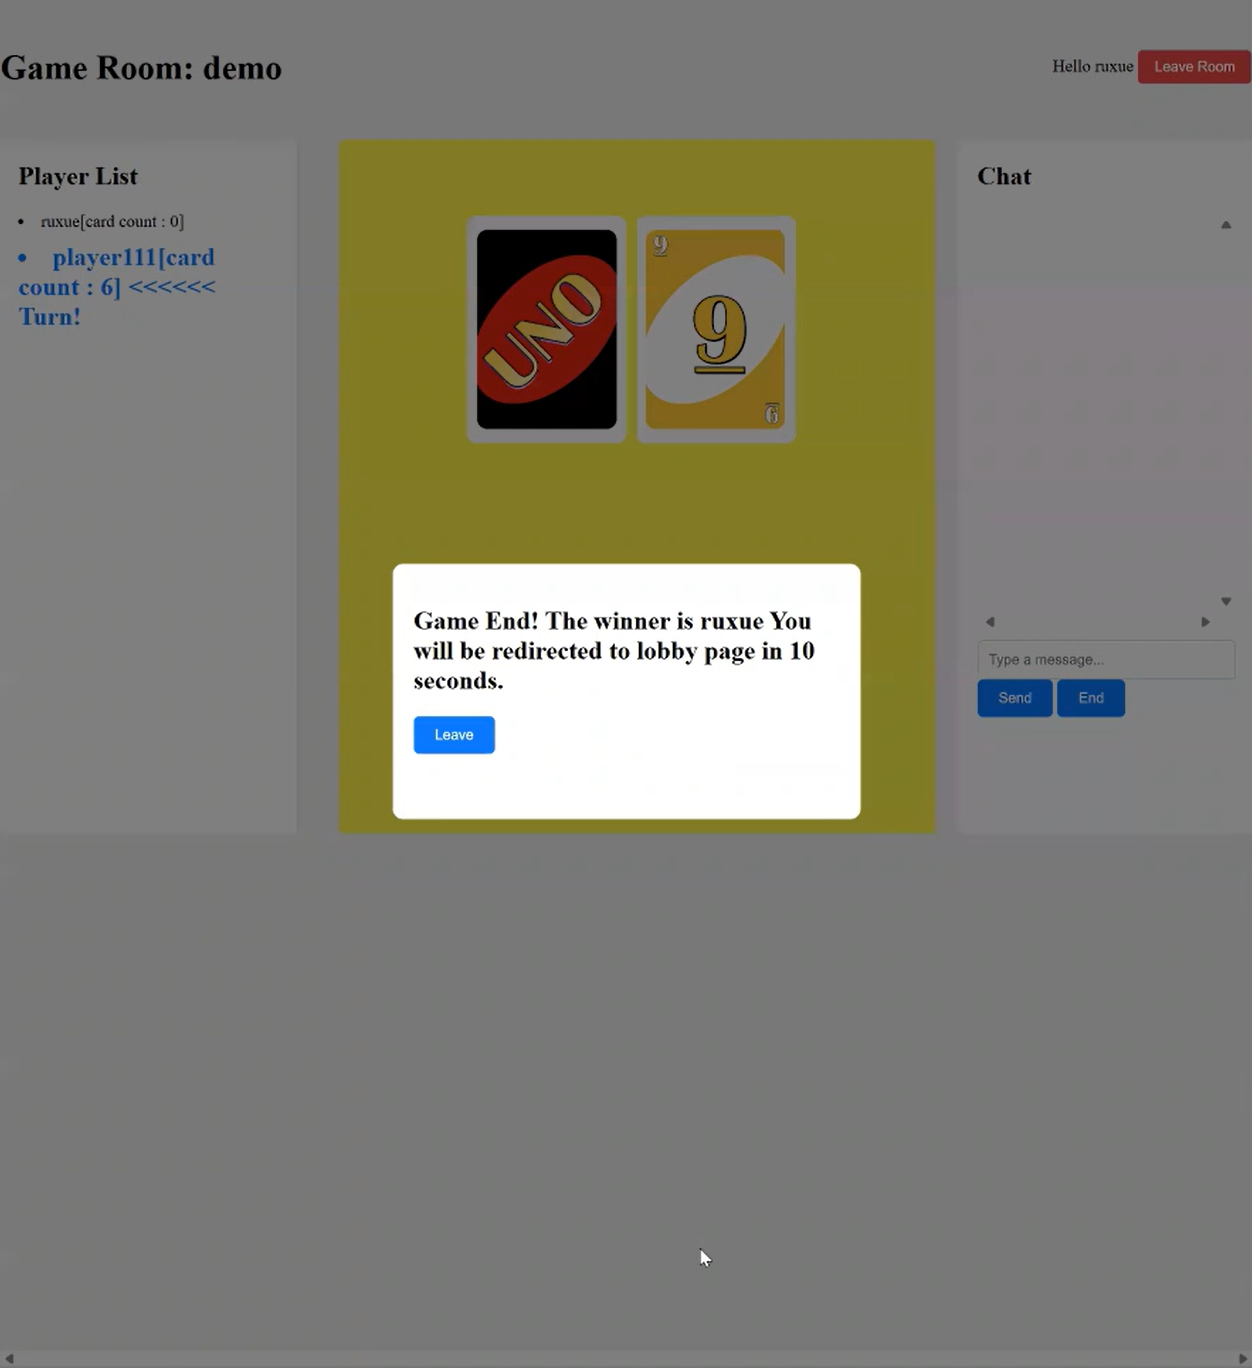 Game Room: demo
Hello ruxue Leave Room
Player List
• ruxue[card count : 0]
• player111[card
count : 6] <<<<<<
Turn!
UNO
9
9
9
Chat
Type a message...
Send End
Game End! The winner is ruxue You
will be redirected to lobby page in 10
seconds.
Leave